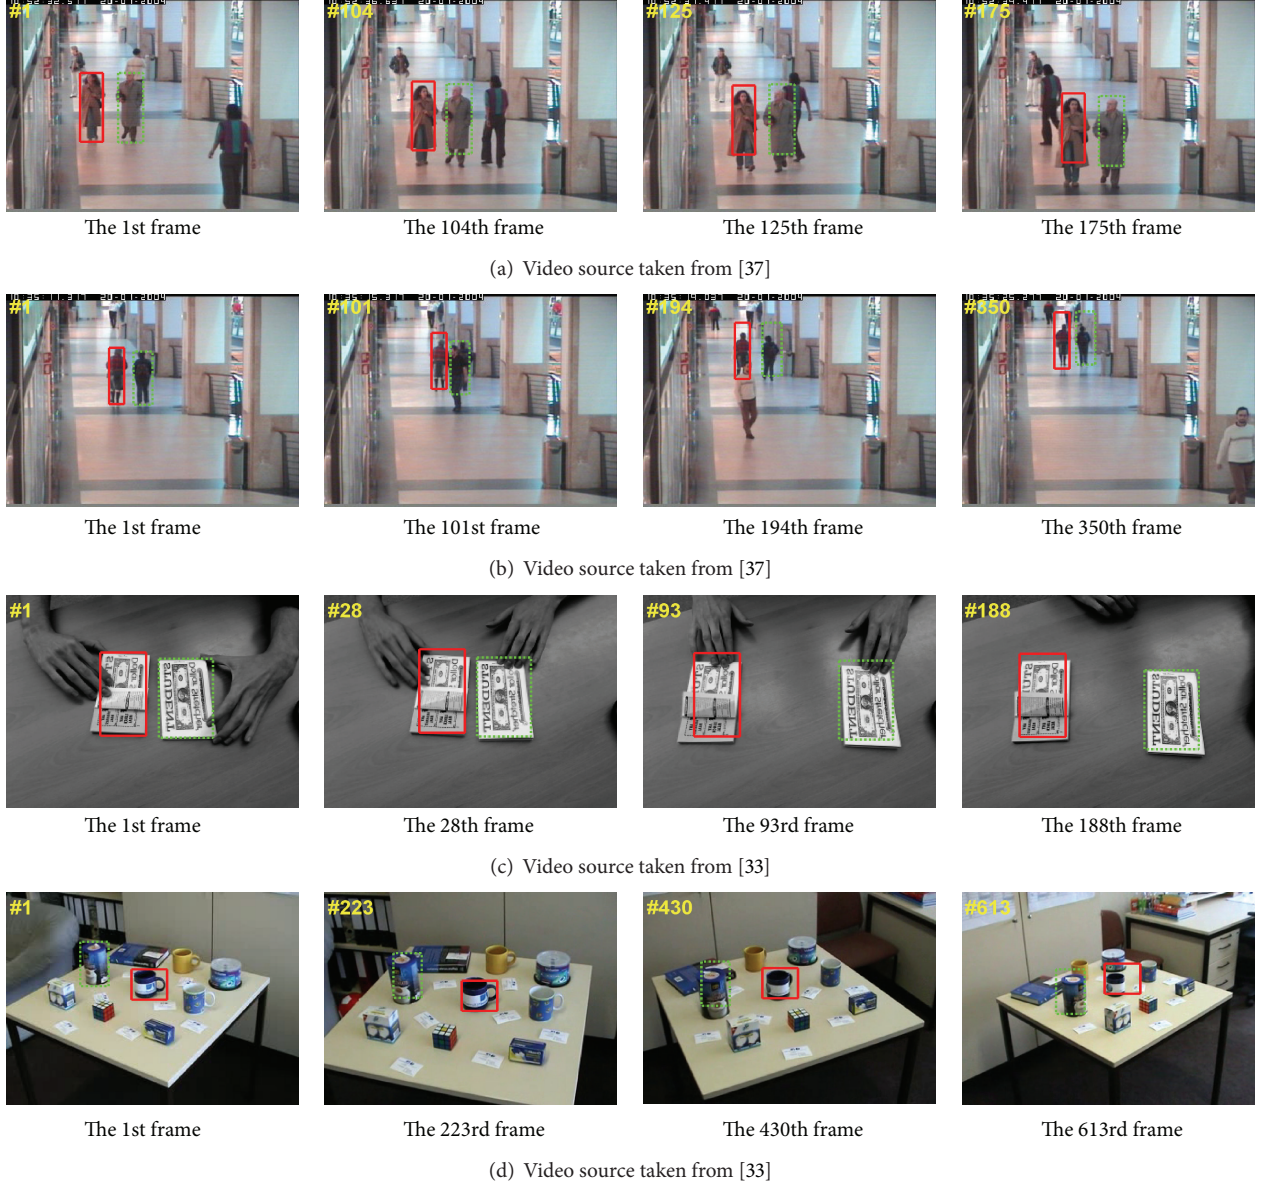 #1 #104 #125 #175
The 1st frame The 104th frame The 125th frame The 175th frame
(a) Video source taken from [37]
#1 #101 #194 #350
The 1st frame The 101st frame The 194th frame The 350th frame
(b) Video source taken from [37]
#1 #28 #93 #188
STUDENT
The 1st frame The 28th frame The 93rd frame The 188th frame
(c) Video source taken from [33]
#1 #223 #430 #613
The 1st frame The 223rd frame The 430th frame The 613rd frame
(d) Video source taken from [33]